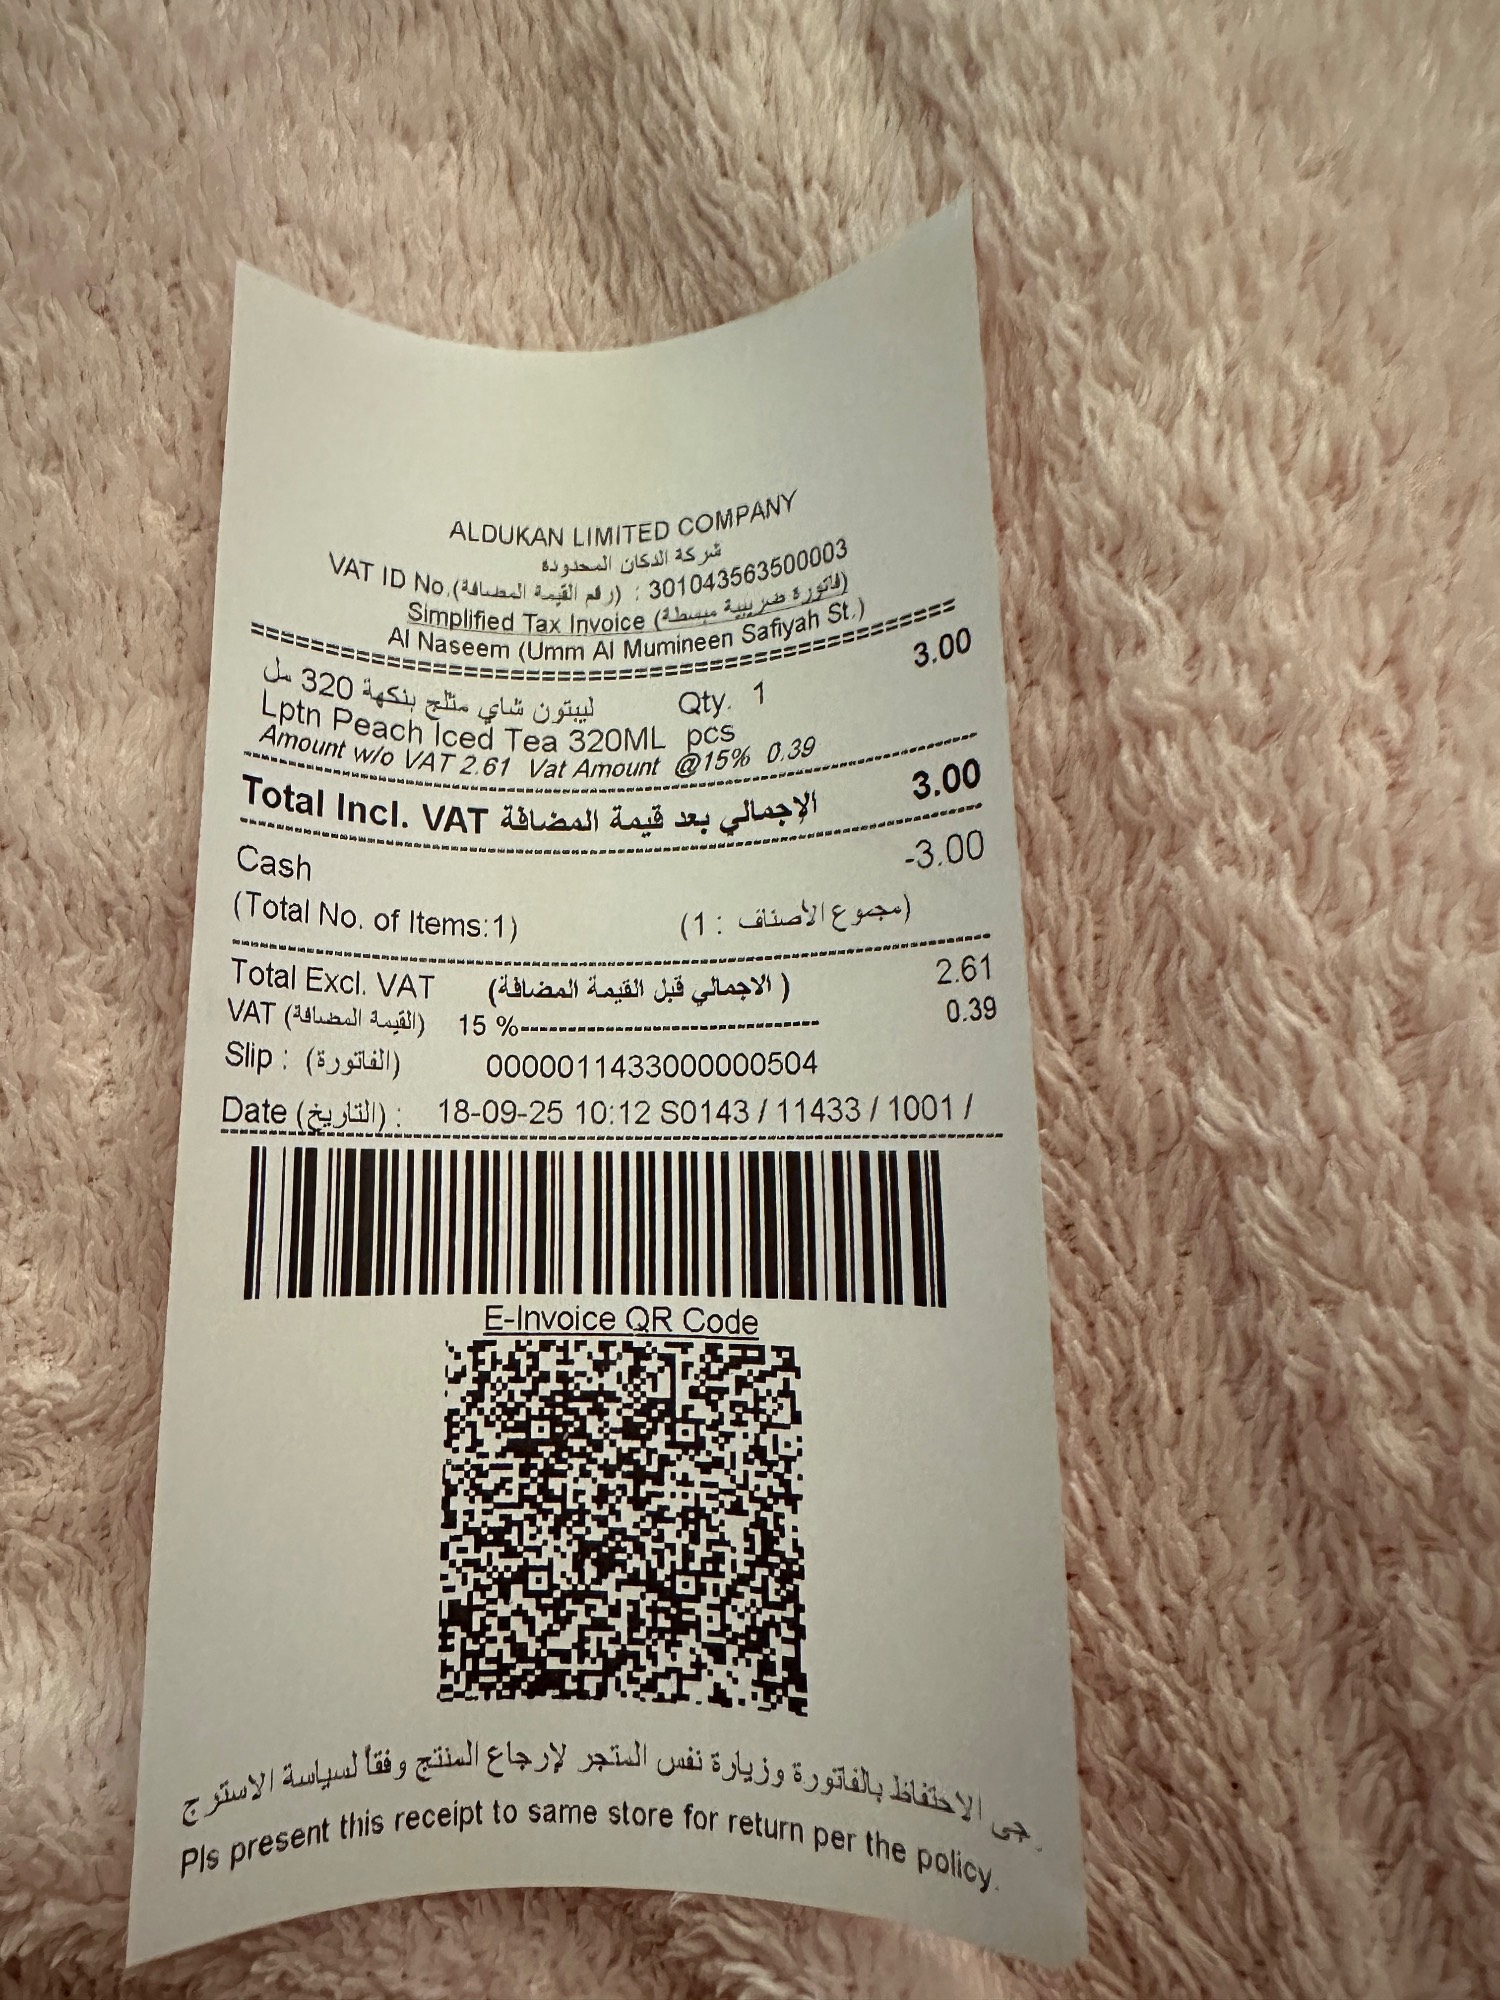 ALDUKAN LIMITED COMPANY
شركة الدكان المحدودة
VAT ID No.(رقم القيمة المضافة) : 301043563500003
Simplified Tax Invoice (فاتورة ضريبية مبسطة)
Al Naseem (Umm Al Mumineen Safiyah St.)
================================================
3.00
ليبتون شاي مثلج بنكهة 320 مل Qty. 1
Lptn Peach Iced Tea 320ML pcs
Amount w/o VAT 2.61 Vat Amount @15% 0.39
Total Incl. VAT الإجمالي بعد قيمة المضافة 3.00
Cash -3.00
(Total No. of Items:1) (مجموع الأصناف : 1)
Total Excl. VAT (الاجمالي قبل القيمة المضافة ) 2.61
VAT (القيمة المضافة) 15 %------------------------------ 0.39
Slip : (الفاتورة) 0000011433000000504
Date (التاريخ) : 18-09-25 10:12 S0143 / 11433 / 1001 /
E-Invoice QR Code
جى الاحتفاظ بالفاتورة وزيارة نفس المتجر لإرجاع المنتج وفقاً لسياسة الاسترج
Pls present this receipt to same store for return per the policy.